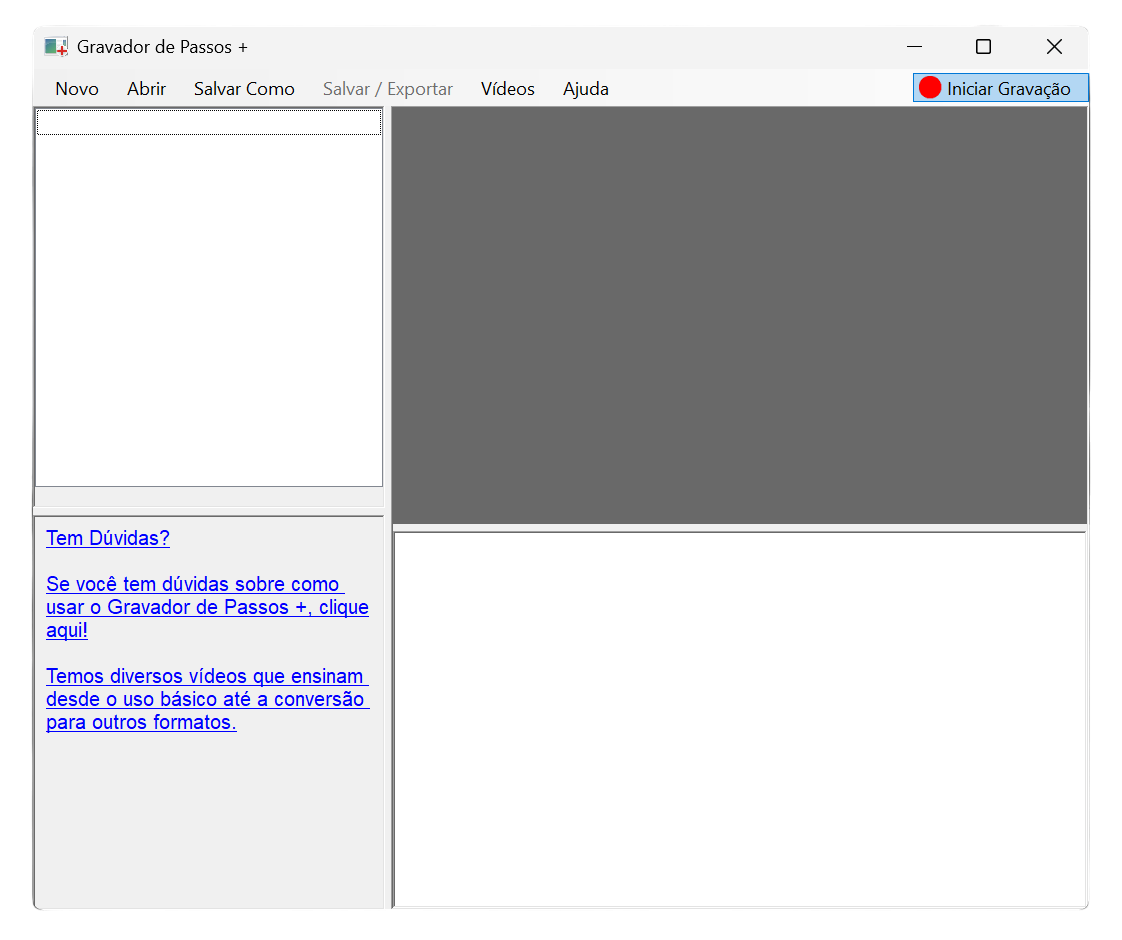 Gravador de Passos +
Novo Abrir Salvar Como Salvar / Exportar Vídeos Ajuda Iniciar Gravação
Tem Dúvidas?
Se você tem dúvidas sobre como
usar o Gravador de Passos +, clique
aqui!
Temos diversos vídeos que ensinam
desde o uso básico até a conversão
para outros formatos.